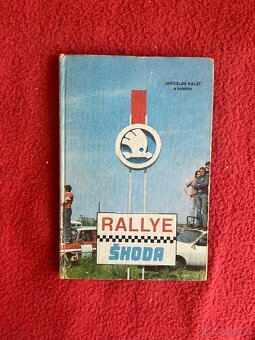 JAROSLAV KALÁT
a kolektiv
RALLYE
ŠKODA